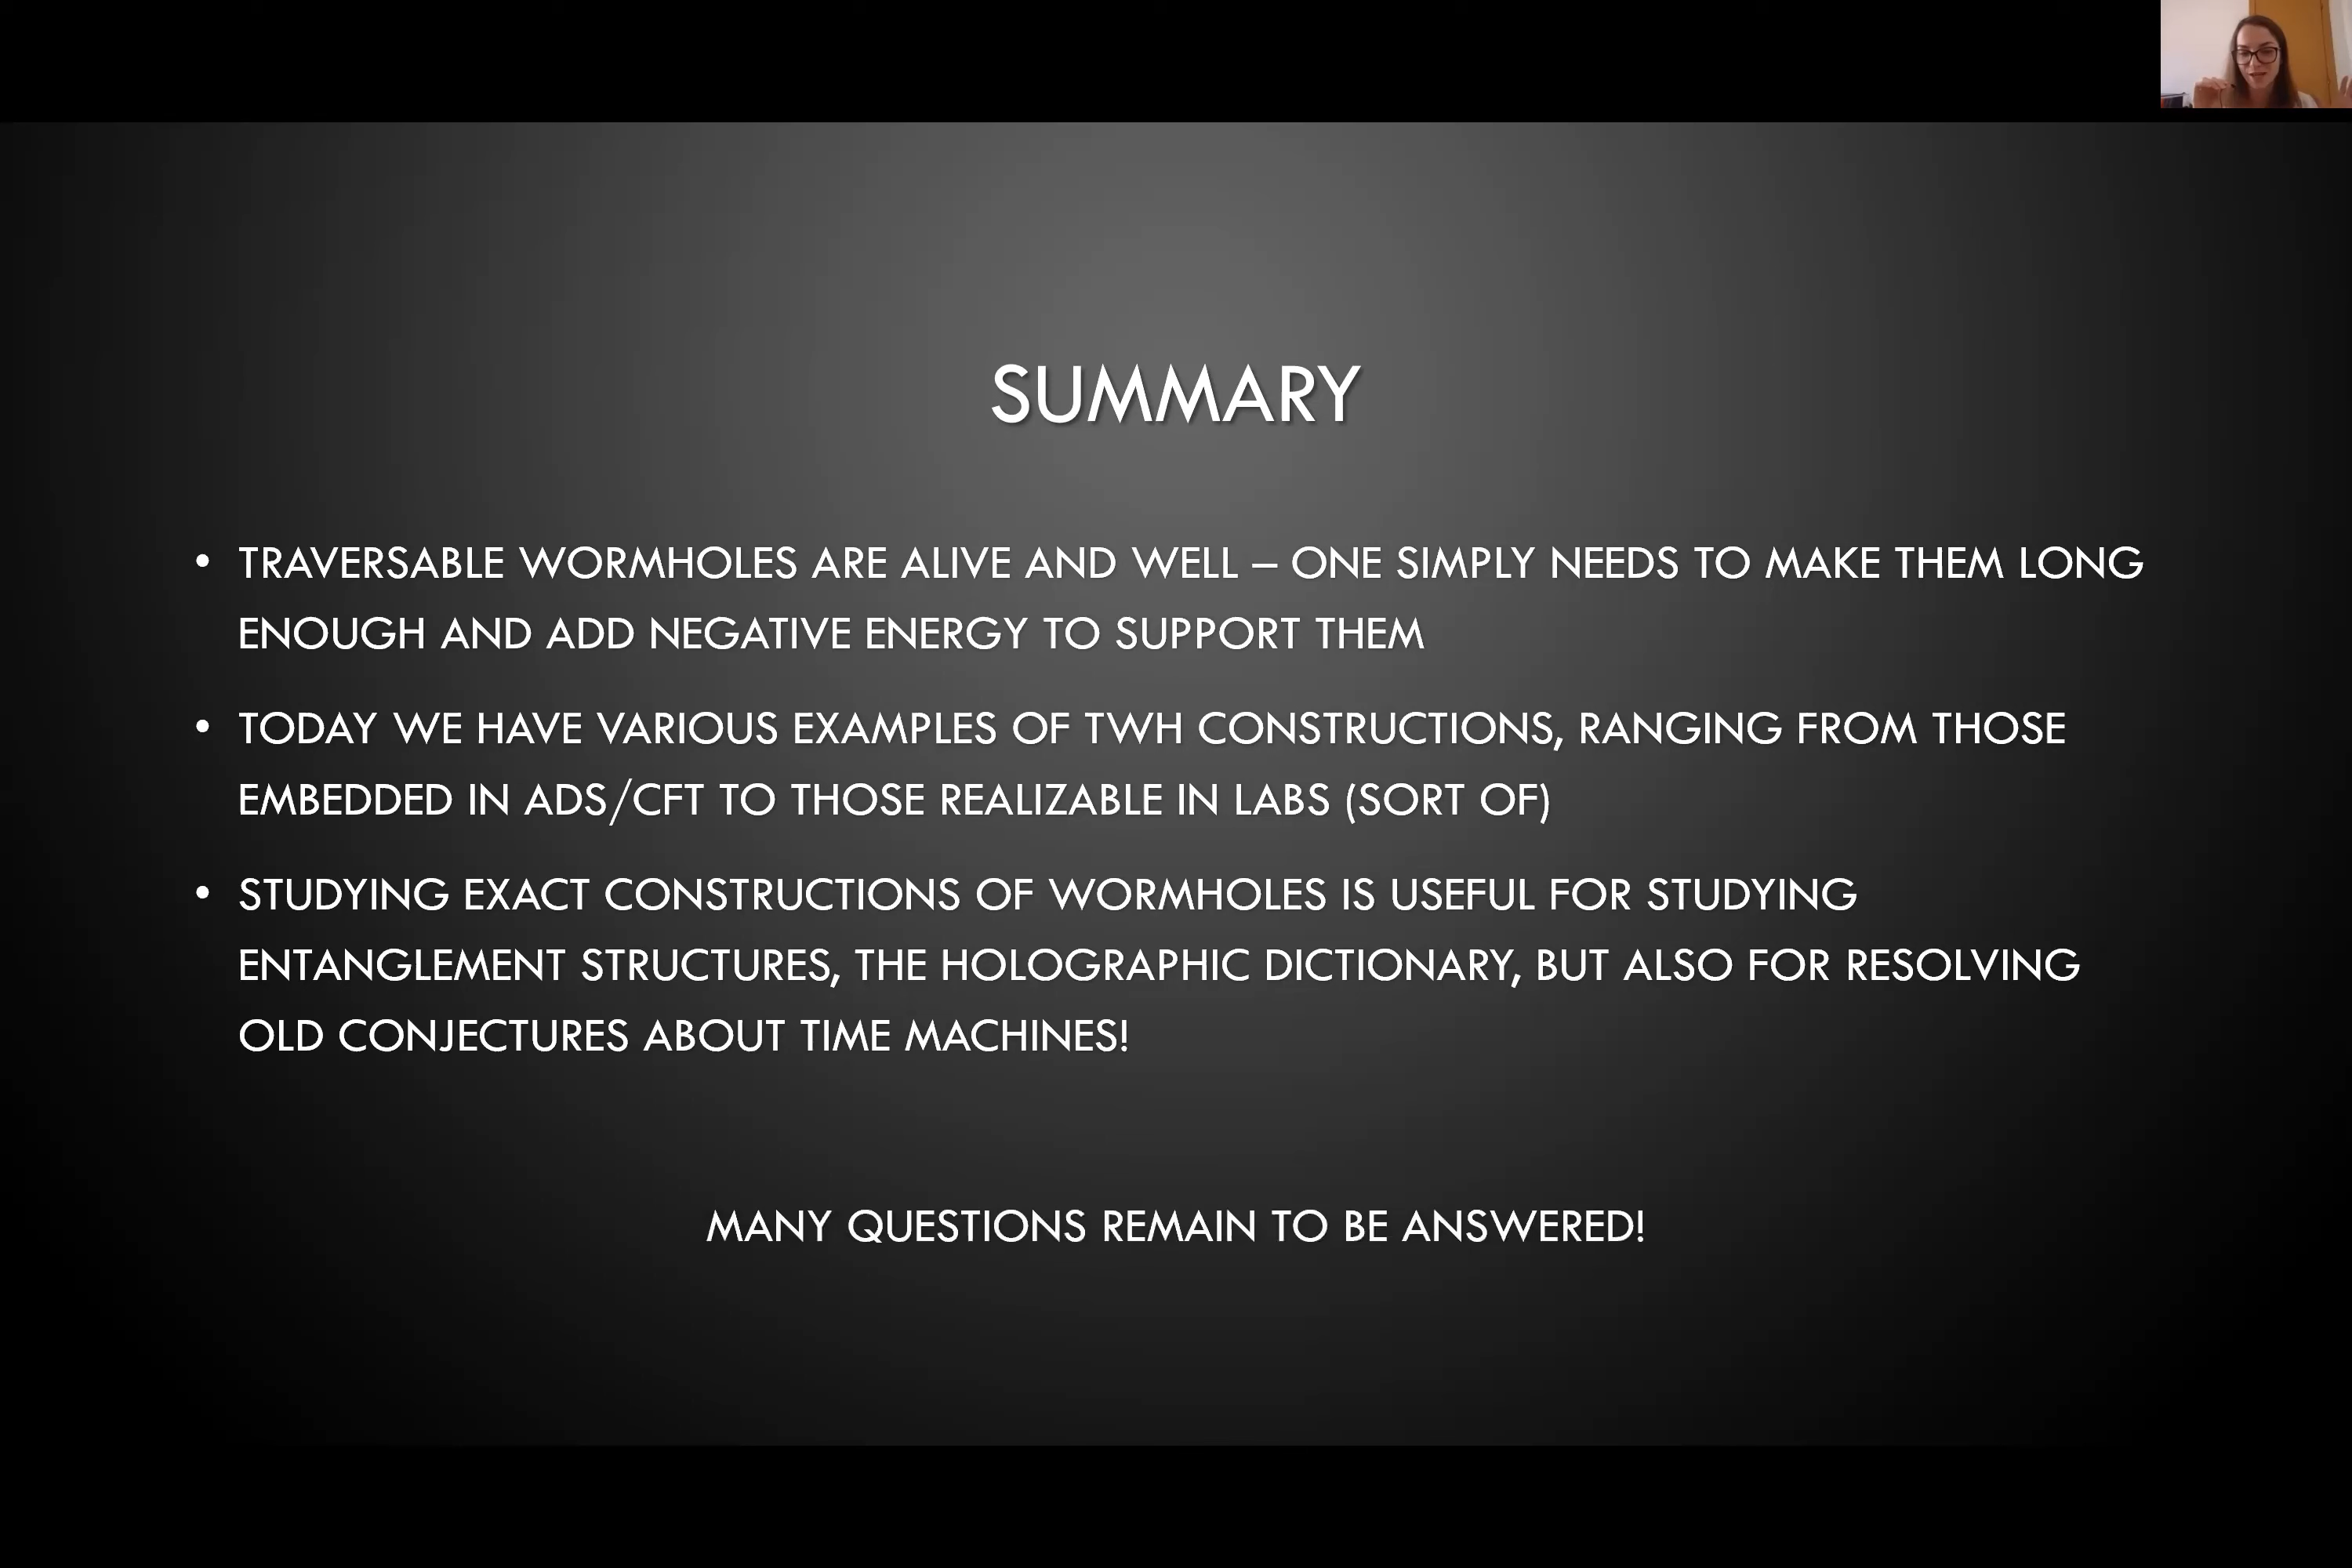 SUMMARY
• TRAVERSABLE WORMHOLES ARE ALIVE AND WELL – ONE SIMPLY NEEDS TO MAKE THEM LONG
ENOUGH AND ADD NEGATIVE ENERGY TO SUPPORT THEM
• TODAY WE HAVE VARIOUS EXAMPLES OF TWH CONSTRUCTIONS, RANGING FROM THOSE
EMBEDDED IN ADS/CFT TO THOSE REALIZABLE IN LABS (SORT OF)
• STUDYING EXACT CONSTRUCTIONS OF WORMHOLES IS USEFUL FOR STUDYING
ENTANGLEMENT STRUCTURES, THE HOLOGRAPHIC DICTIONARY, BUT ALSO FOR RESOLVING
OLD CONJECTURES ABOUT TIME MACHINES!
MANY QUESTIONS REMAIN TO BE ANSWERED!